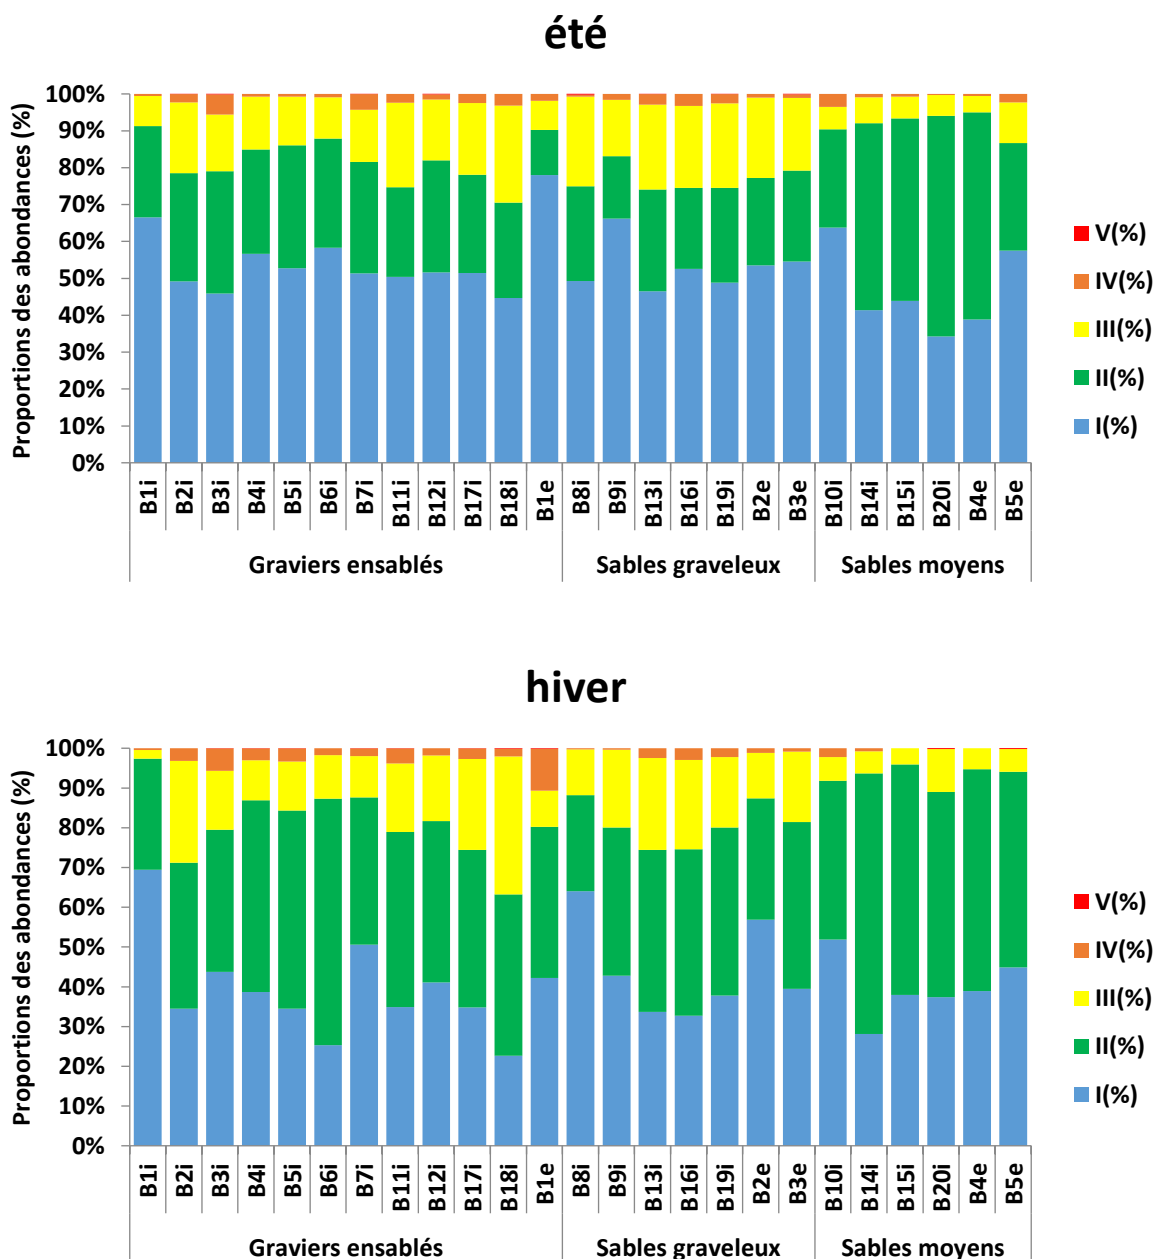 été
Proportions des abondances (%)
100%
90%
80%
70%
60%
50%
40%
30%
20%
10%
0%
B1i B2i B3i B4i B5i B6i B7i B11i B12i B17i B18i B1e B8i B9i B13i B16i B19i B2e B3e B10i B14i B15i B20i B4e B5e
Graviers ensablés Sables graveleux Sables moyens
V(%)
IV(%)
III(%)
II(%)
I(%)
hiver
Proportions des abondances (%)
100%
90%
80%
70%
60%
50%
40%
30%
20%
10%
0%
B1i B2i B3i B4i B5i B6i B7i B11i B12i B17i B18i B1e B8i B9i B13i B16i B19i B2e B3e B10i B14i B15i B20i B4e B5e
Graviers ensablés Sables graveleux Sables moyens
V(%)
IV(%)
III(%)
II(%)
I(%)